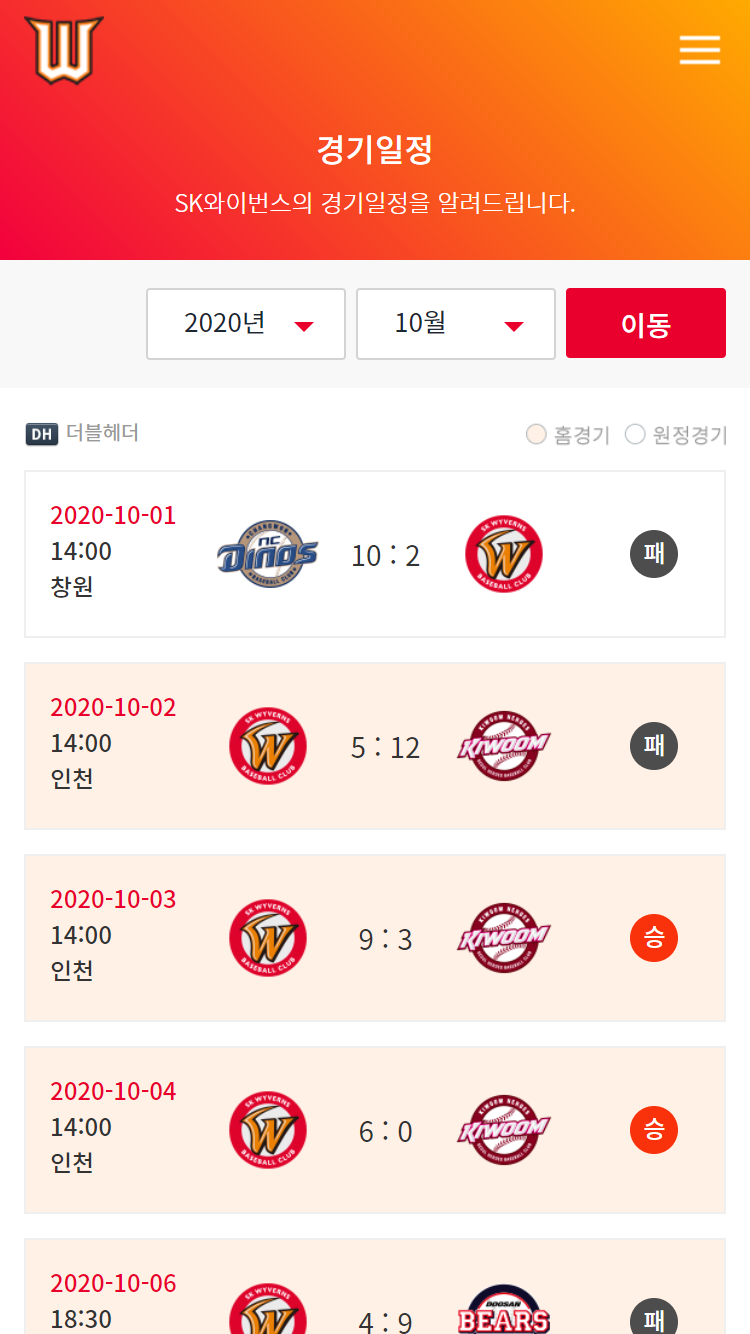 W
경기일정
SK와이번스의 경기일정을 알려드립니다.
2020년
10월
이동
DH 더블헤더
홈경기
원정경기
2020-10-01
14:00
창원
NC
DINOS
10 : 2
SK WYVERNS
W
BASEBALL CLUB
패
2020-10-02
14:00
인천
SK WYVERNS
W
BASEBALL CLUB
5 : 12
KIWOOM HEROES
KIWOOM
패
2020-10-03
14:00
인천
SK WYVERNS
W
BASEBALL CLUB
9 : 3
KIWOOM HEROES
KIWOOM
승
2020-10-04
14:00
인천
SK WYVERNS
W
BASEBALL CLUB
6 : 0
KIWOOM HEROES
KIWOOM
승
2020-10-06
18:30
SK WYVERNS
W
4 : 9
DOOSAN
BEARS
패